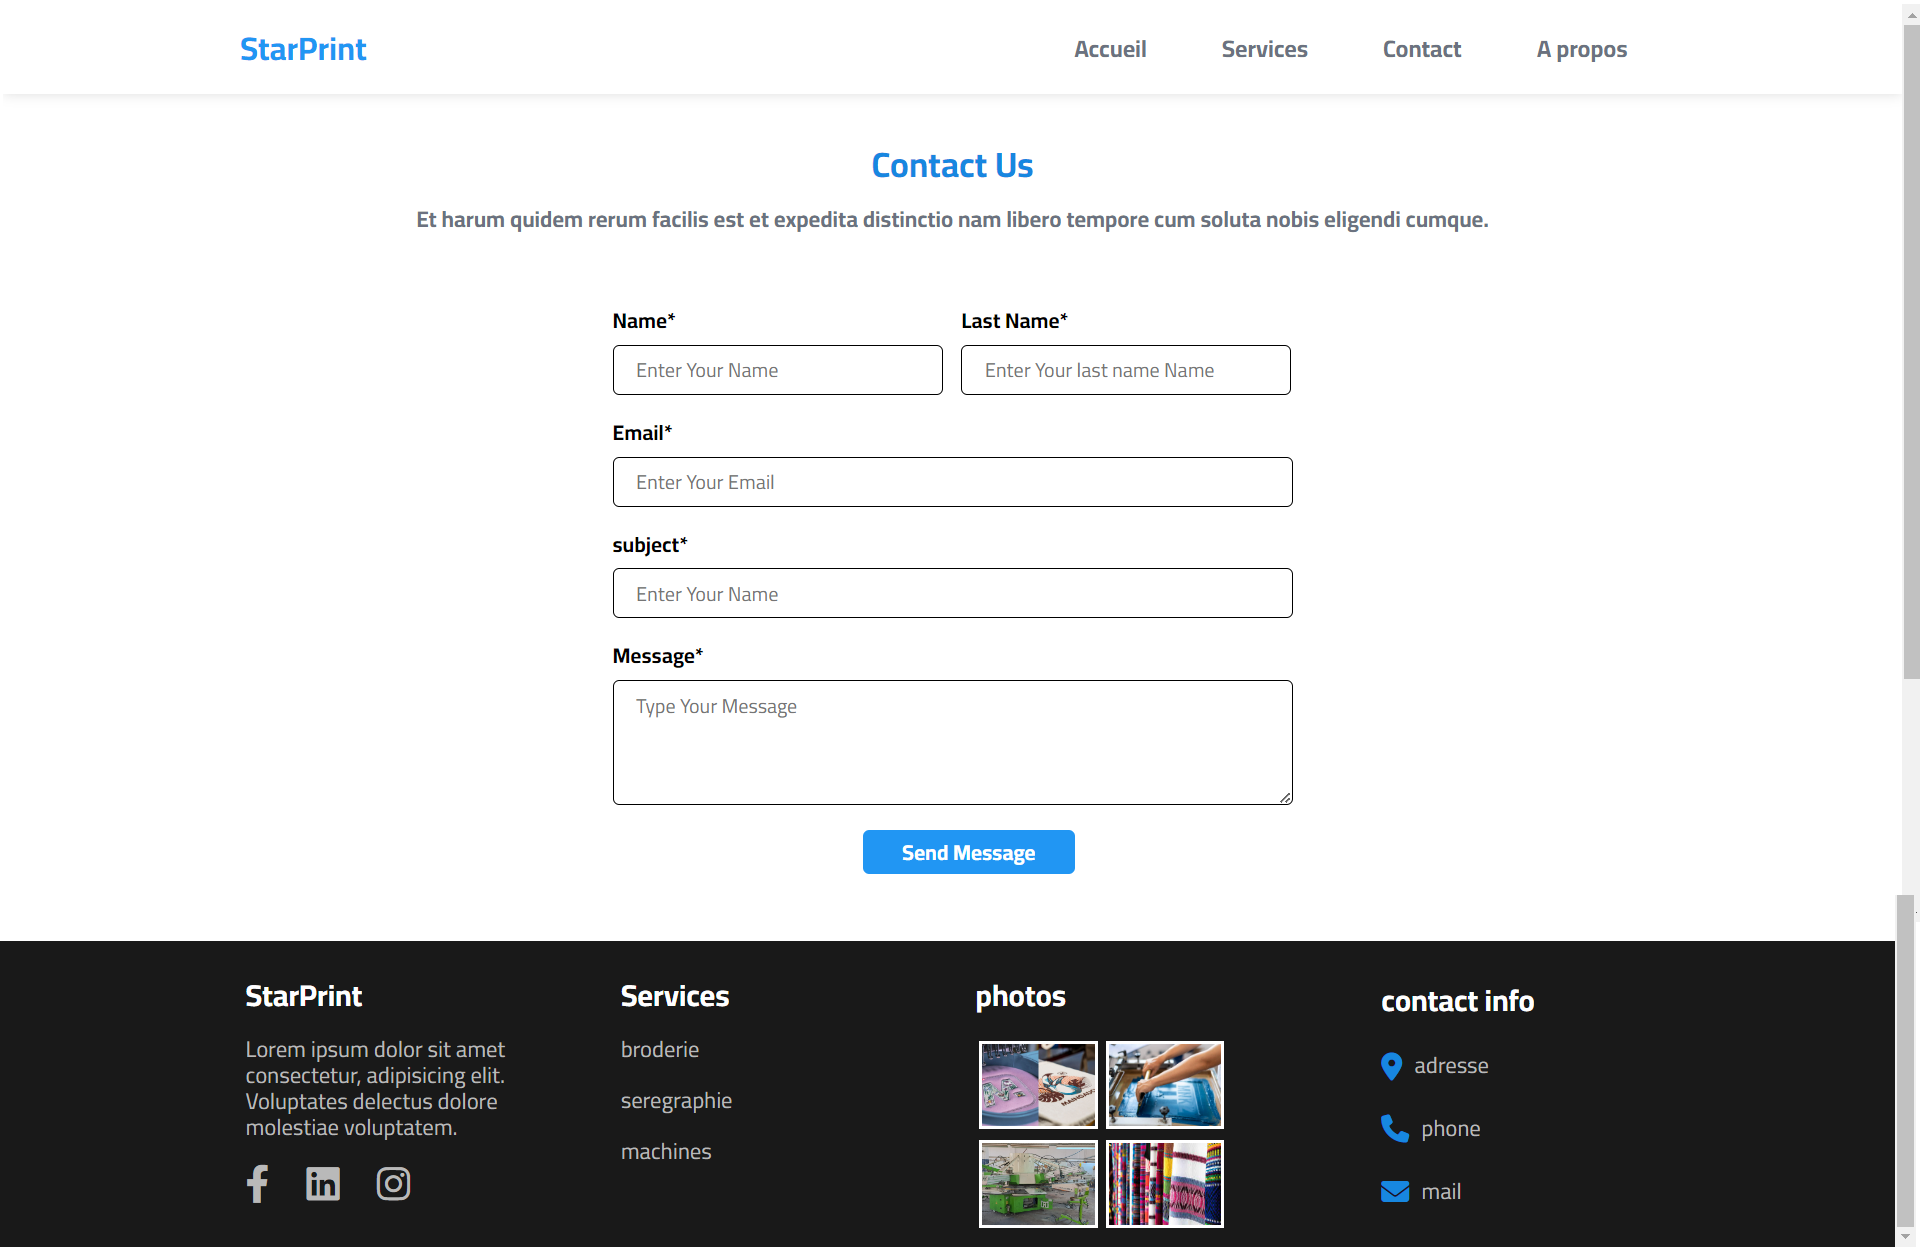 StarPrint
Accueil
Services
Contact
A propos
Contact Us
Et harum quidem rerum facilis est et expedita distinctio nam libero tempore cum soluta nobis eligendi cumque.
Name*
Last Name*
Enter Your Name
Enter Your last name Name
Email*
Enter Your Email
subject*
Enter Your Name
Message*
Type Your Message
Send Message
StarPrint
Lorem ipsum dolor sit amet
consectetur, adipisicing elit.
Voluptates delectus dolore
molestiae voluptatem.
Services
broderie
seregraphie
machines
photos
contact info
adresse
phone
mail